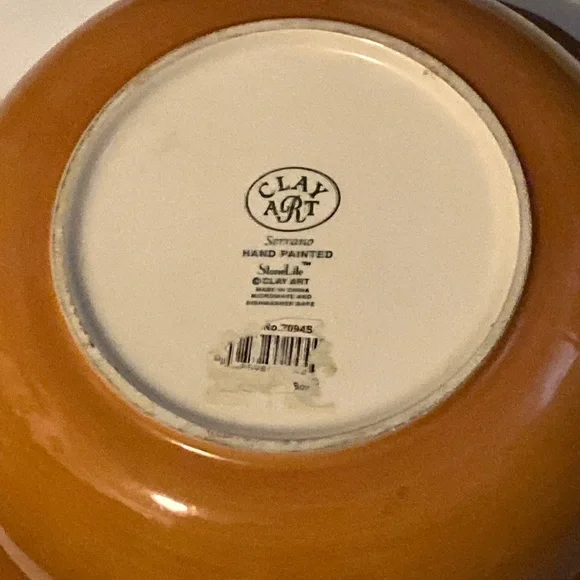 CLAY
ART
Serrano
HAND PAINTED
StoneLite™
© CLAY ART
MADE IN CHINA
MICROWAVE AND
DISHWASHER SAFE
No. 7094S